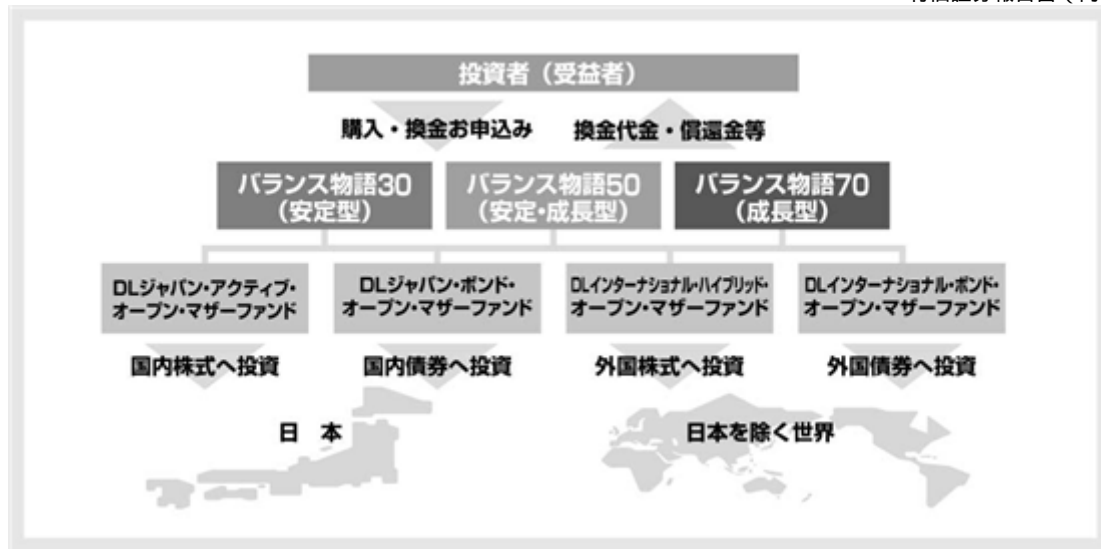 投資者（受益者）
購入・換金お申込み
換金代金・償還金等
バランス物語30
（安定型）
バランス物語50
（安定・成長型）
バランス物語70
（成長型）
DLジャパン・アクティブ・
オープン・マザーファンド
DLジャパン・ボンド・
オープン・マザーファンド
DLインターナショナル・ハイブリッド・
オープン・マザーファンド
DLインターナショナル・ボンド・
オープン・マザーファンド
国内株式へ投資
国内債券へ投資
外国株式へ投資
外国債券へ投資
日 本
日本を除く世界